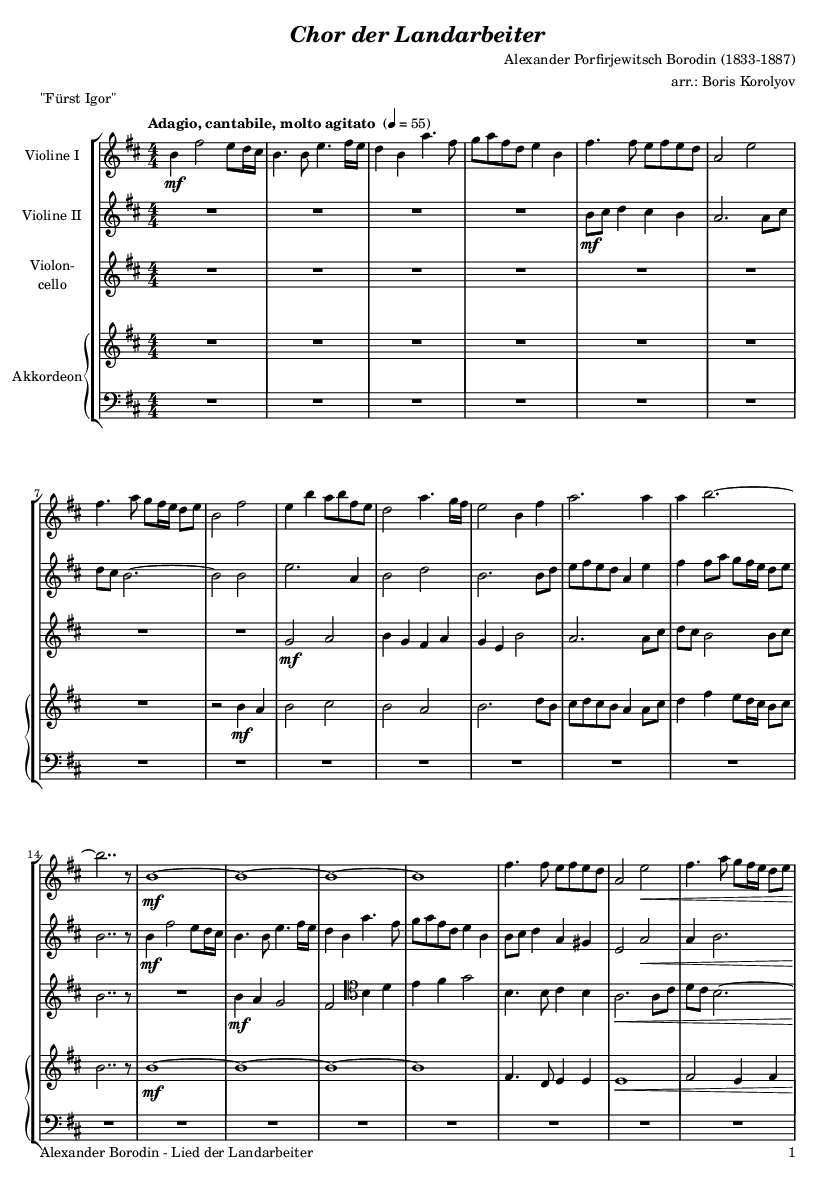 Chor der Landarbeiter
Alexander Porfirjewitsch Borodin (1833-1887)
arr.: Boris Korolyov
"Fürst Igor"
Adagio, cantabile, molto agitato (♩ = 55)
Violine I
mf
Violine II
mf
Violon-
cello
Akkordeon
7
mf
mf
14
mf
mf
mf
mf
Alexander Borodin - Lied der Landarbeiter 1